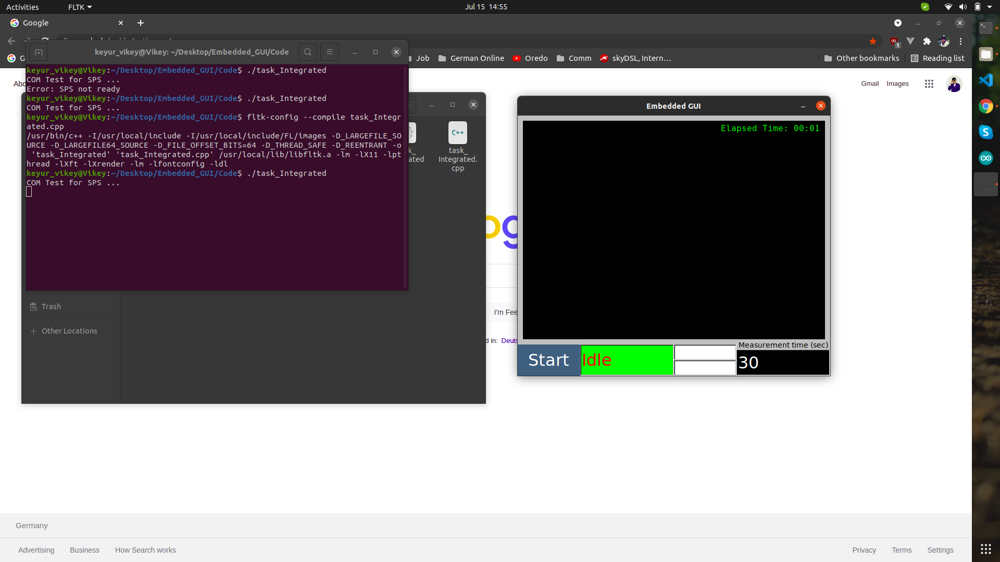 Activities
FLTK
Jul 15 14:55
Google
Job
German Online
Oredo
Comm
skyDSL, Intern…
Other bookmarks
Reading list
keyur_vikey@Vikey: ~/Desktop/Embedded_GUI/Code
keyur_vikey@Vikey:~/Desktop/Embedded_GUI/Code$ ./task_Integrated
COM Test for SPS ...
Error: SPS not ready
keyur_vikey@Vikey:~/Desktop/Embedded_GUI/Code$ ./task_Integrated
COM Test for SPS ...
keyur_vikey@Vikey:~/Desktop/Embedded_GUI/Code$ fltk-config --compile task_Integr
ated.cpp
/usr/bin/c++ -I/usr/local/include -I/usr/local/include/FL/images -D_LARGEFILE_SO
URCE -D_LARGEFILE64_SOURCE -D_FILE_OFFSET_BITS=64 -D_THREAD_SAFE -D_REENTRANT -o
 'task_Integrated' 'task_Integrated.cpp' /usr/local/lib/libfltk.a -lm -lX11 -lpt
hread -lXft -lXrender -lm -lfontconfig -ldl
keyur_vikey@Vikey:~/Desktop/Embedded_GUI/Code$ ./task_Integrated
COM Test for SPS ...
Gmail
Images
C++
task_
Integrated.
cpp
Trash
Other Locations
I'm Fee
d in: Deuts
Embedded GUI
Elapsed Time: 00:01
Start
Idle
Measurement time (sec)
30
Germany
Advertising
Business
How Search works
Privacy
Terms
Settings